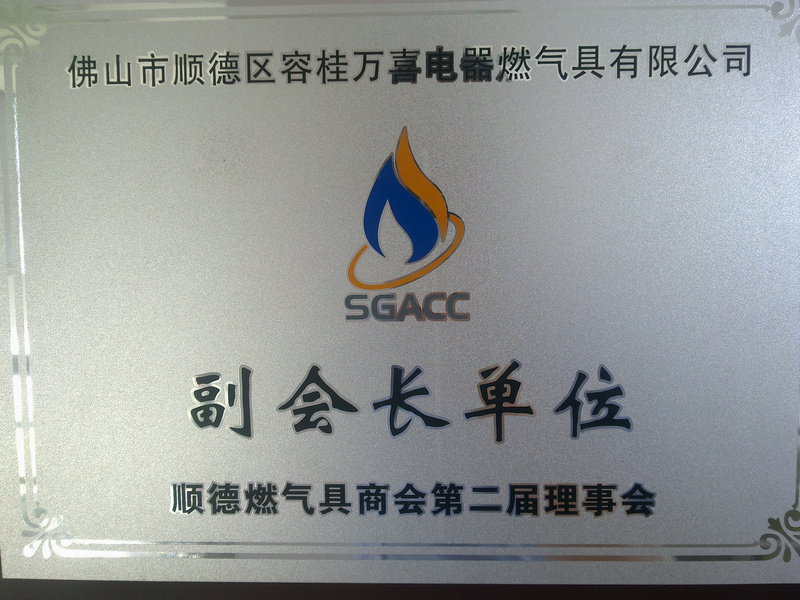 佛山市顺德区容桂万喜电器燃气具有限公司
SGACC
副会长单位
顺德燃气具商会第二届理事会